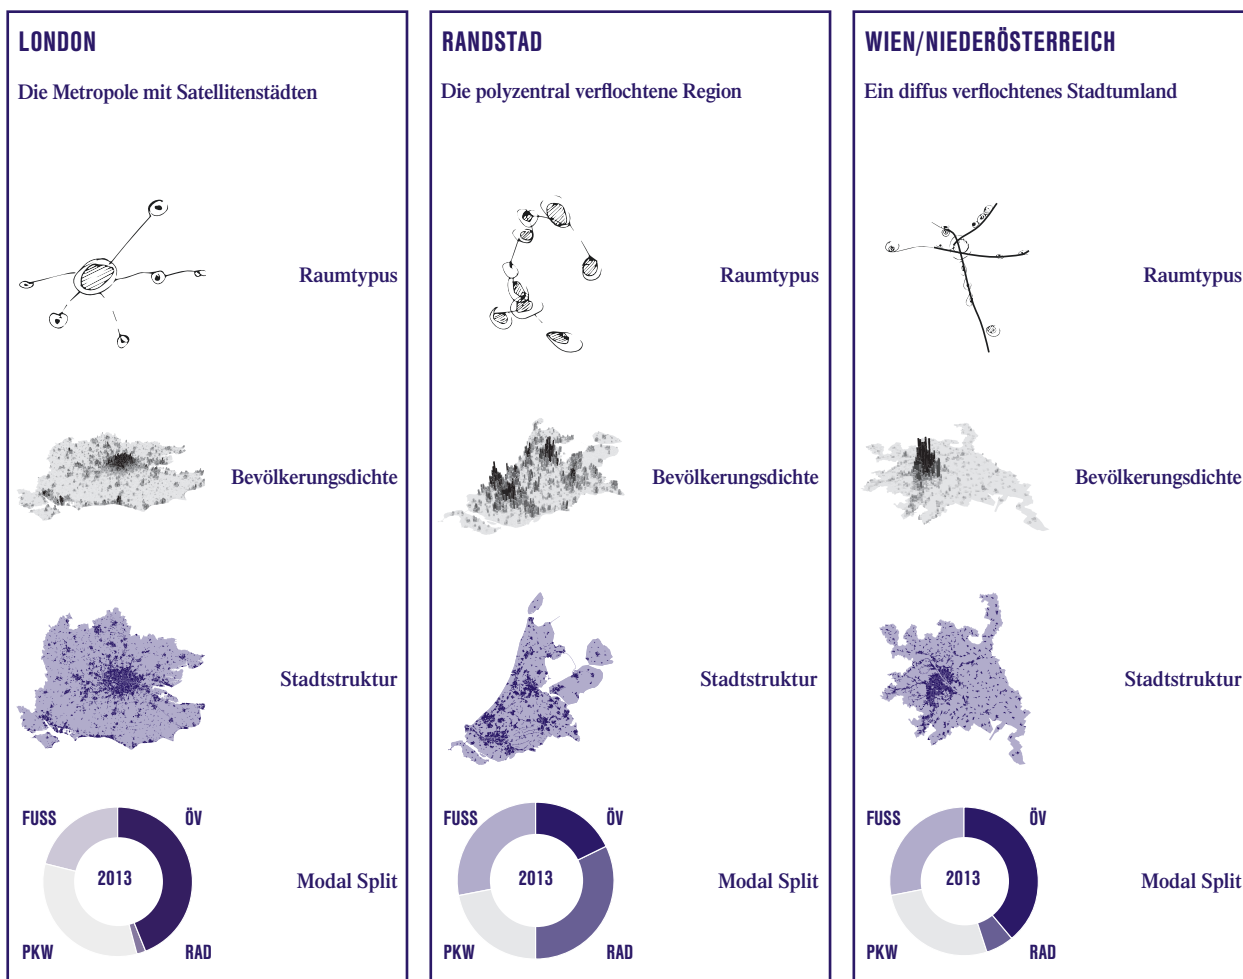 LONDON
Die Metropole mit Satellitenstädten
Raumtypus
Bevölkerungsdichte
Stadtstruktur
FUSS
ÖV
2013
Modal Split
PKW
RAD
RANDSTAD
Die polyzentral verflochtene Region
Raumtypus
Bevölkerungsdichte
Stadtstruktur
FUSS
ÖV
2013
Modal Split
PKW
RAD
WIEN/NIEDERÖSTERREICH
Ein diffus verflochtenes Stadtumland
Raumtypus
Bevölkerungsdichte
Stadtstruktur
FUSS
ÖV
2013
Modal Split
PKW
RAD